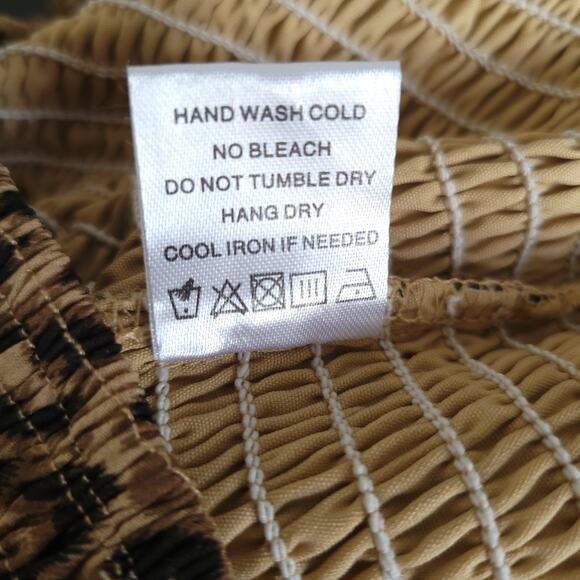 HAND WASH COLD
NO BLEACH
DO NOT TUMBLE DRY
HANG DRY
COOL IRON IF NEEDED